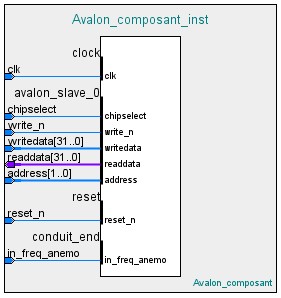 Avalon_composant_inst
clock
clk clk
avalon_slave_0
chipselect chipselect
write_n write_n
writedata[31..0] writedata
readdata[31..0] readdata
address[1..0] address
reset
reset_n reset_n
conduit_end
in_freq_anemo in_freq_anemo
Avalon_composant